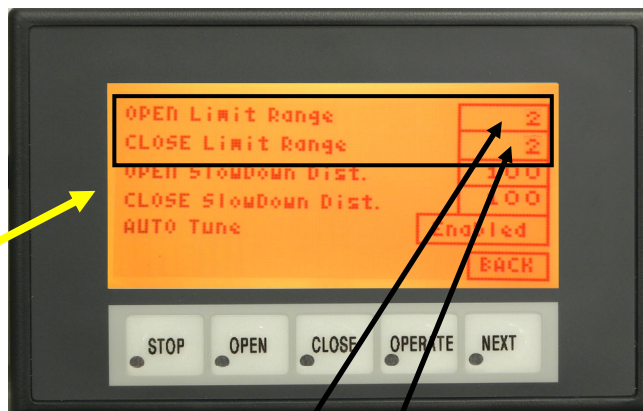 OPEN Limit Range 2
CLOSE Limit Range 2
OPEN SlowDown Dist. 100
CLOSE SlowDown Dist. 100
AUTO Tune Enabled
BACK
STOP OPEN CLOSE OPERATE NEXT